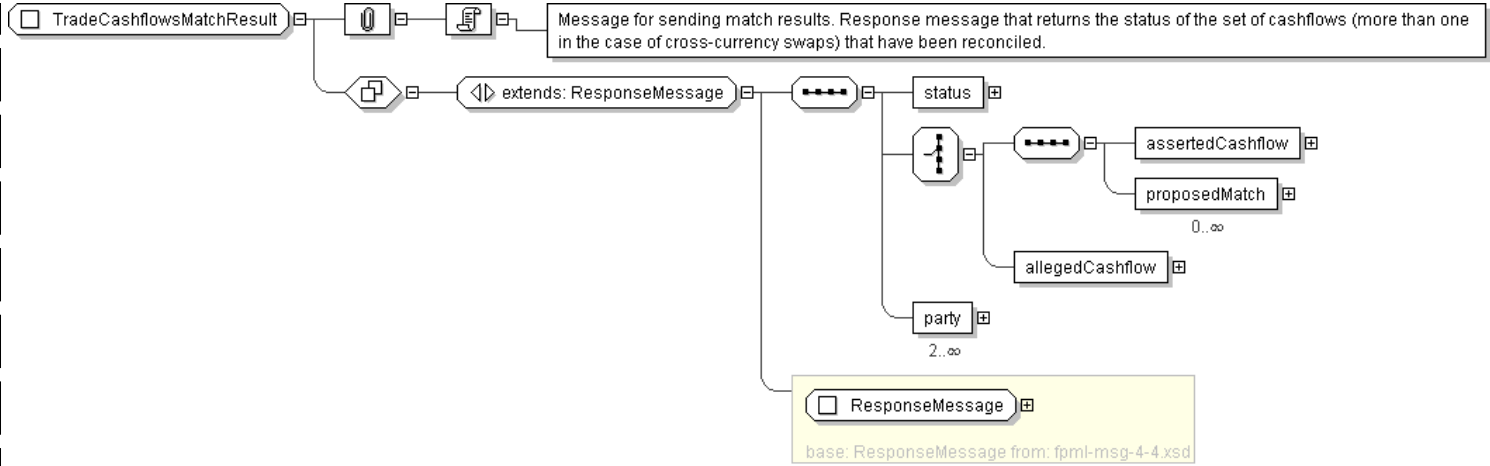 TradeCashflowsMatchResult
Message for sending match results. Response message that returns the status of the set of cashflows (more than one
in the case of cross-currency swaps) that have been reconciled.
extends: ResponseMessage
status
assertedCashflow
proposedMatch
0..∞
allegedCashflow
party
2..∞
ResponseMessage
base: ResponseMessage from: fpml-msg-4-4.xsd